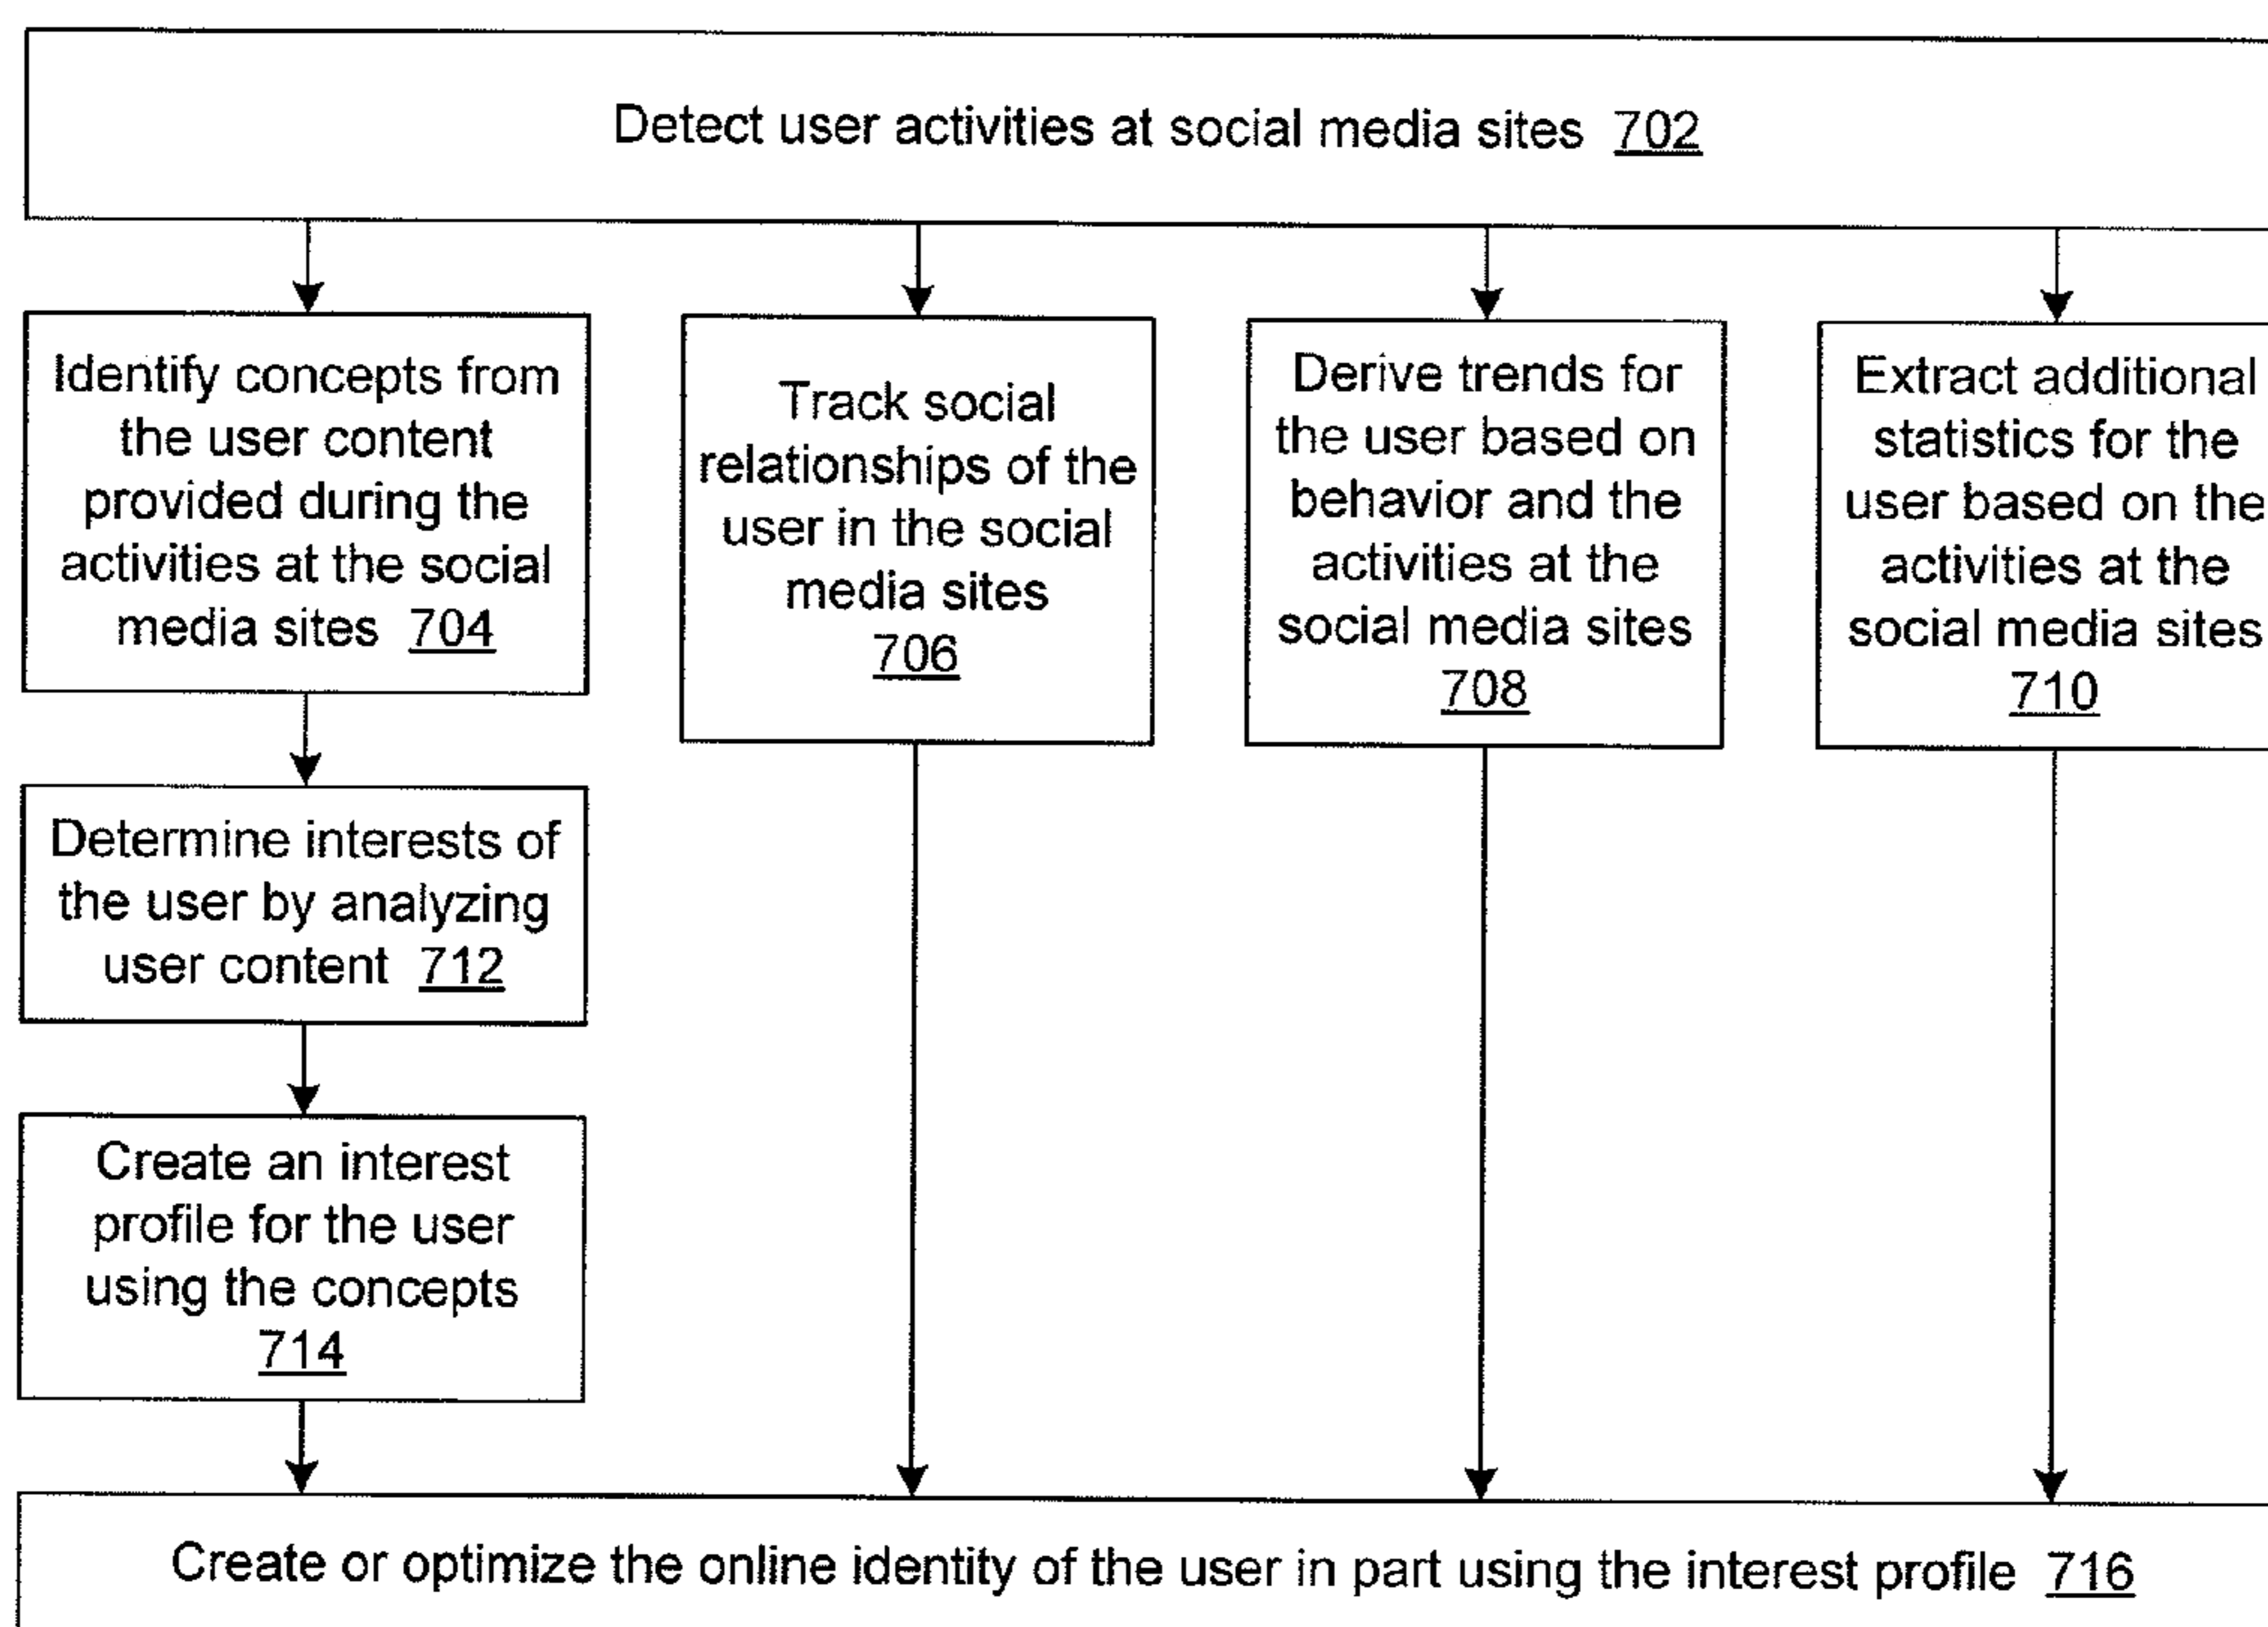 Detect user activities at social media sites 702
Identify concepts from
the user content
provided during the
activities at the social
media sites 704
Track social
relationships of the
user in the social
media sites
706
Derive trends for
the user based on
behavior and the
activities at the
social media sites
708
Extract additional
statistics for the
user based on the
activities at the
social media sites
710
Determine interests of
the user by analyzing
user content 712
Create an interest
profile for the user
using the concepts
714
Create or optimize the online identity of the user in part using the interest profile 716